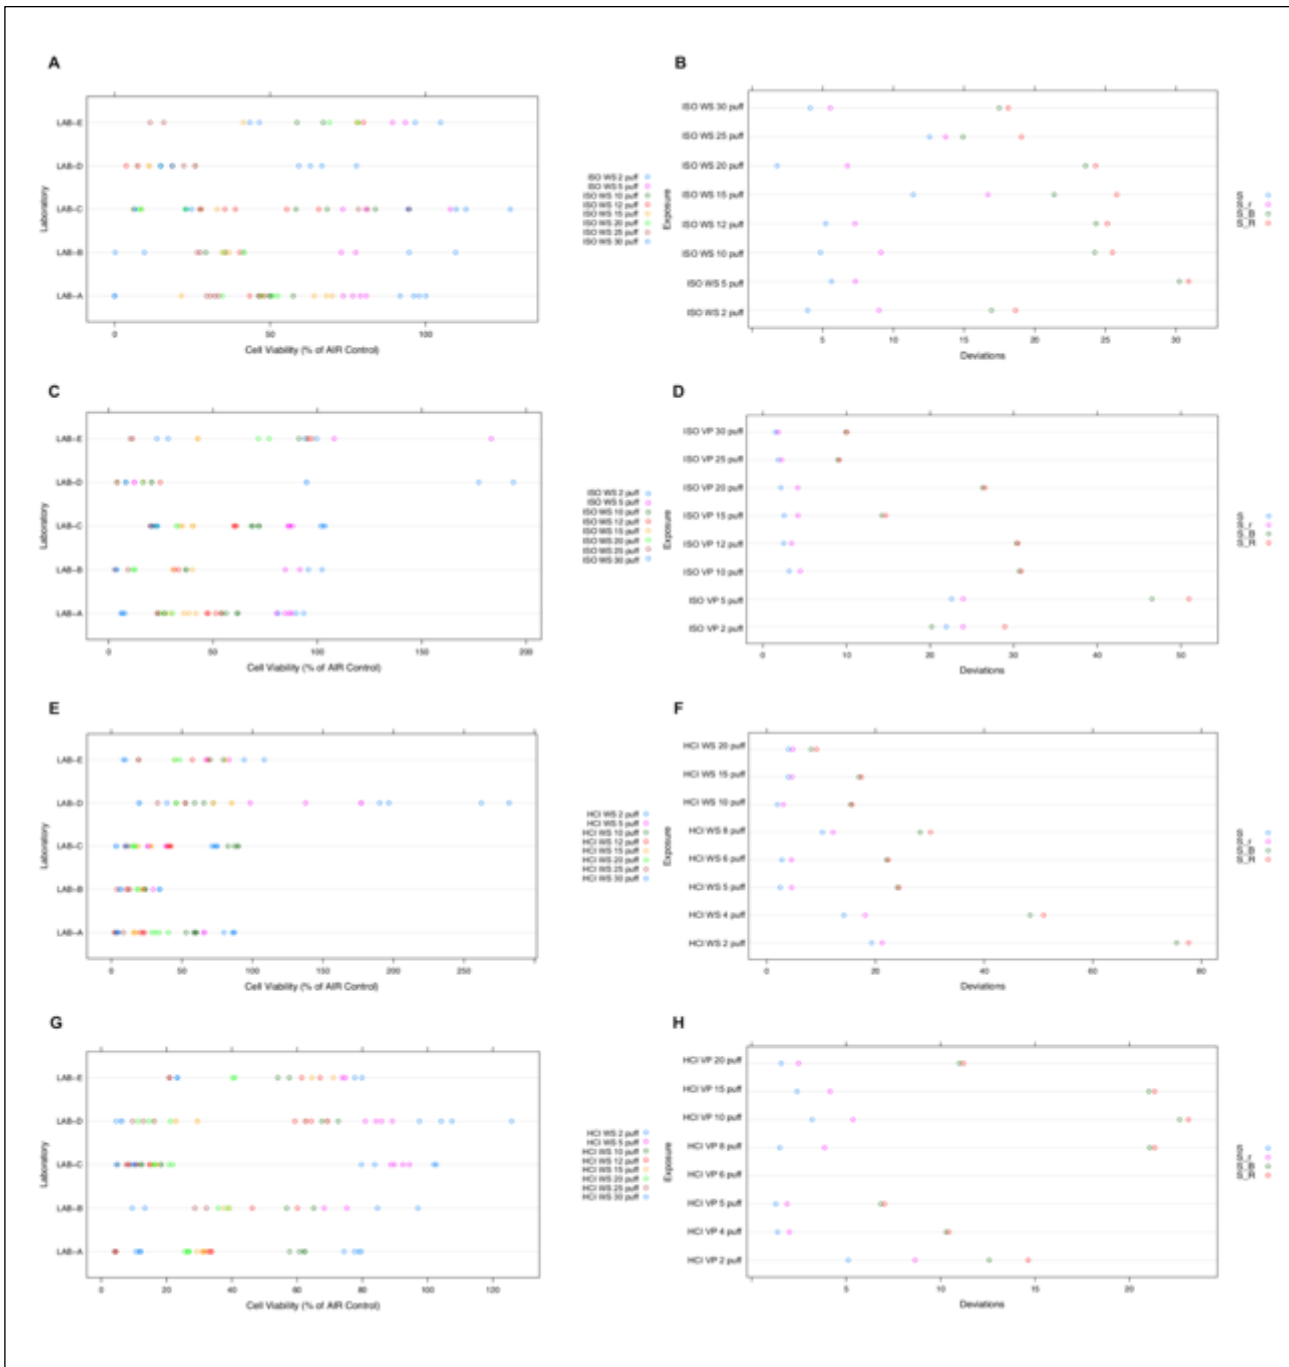 A
LAB-E
LAB-D
LAB-C
LAB-B
LAB-A
Laboratory
0
50
100
Cell Viability (% of AIR Control)
ISO WS 2 puff
ISO WS 5 puff
ISO WS 10 puff
ISO WS 12 puff
ISO WS 15 puff
ISO WS 20 puff
ISO WS 25 puff
ISO WS 30 puff
B
ISO WS 30 puff
ISO WS 25 puff
ISO WS 20 puff
ISO WS 15 puff
ISO WS 12 puff
ISO WS 10 puff
ISO WS 5 puff
ISO WS 2 puff
Exposure
5
10
15
20
25
30
Deviations
S
S_r
S_B
S_R
C
LAB-E
LAB-D
LAB-C
LAB-B
LAB-A
Laboratory
0
50
100
150
200
Cell Viability (% of AIR Control)
ISO WS 2 puff
ISO WS 5 puff
ISO WS 10 puff
ISO WS 12 puff
ISO WS 15 puff
ISO WS 20 puff
ISO WS 25 puff
ISO WS 30 puff
D
ISO VP 30 puff
ISO VP 25 puff
ISO VP 20 puff
ISO VP 15 puff
ISO VP 12 puff
ISO VP 10 puff
ISO VP 5 puff
ISO VP 2 puff
Exposure
0
10
20
30
40
50
Deviations
S
S_r
S_B
S_R
E
LAB-E
LAB-D
LAB-C
LAB-B
LAB-A
Laboratory
0
50
100
150
200
250
Cell Viability (% of AIR Control)
HCI WS 2 puff
HCI WS 5 puff
HCI WS 10 puff
HCI WS 12 puff
HCI WS 15 puff
HCI WS 20 puff
HCI WS 25 puff
HCI WS 30 puff
F
HCI WS 20 puff
HCI WS 15 puff
HCI WS 10 puff
HCI WS 8 puff
HCI WS 6 puff
HCI WS 5 puff
HCI WS 4 puff
HCI WS 2 puff
Exposure
0
20
40
60
80
Deviations
S
S_r
S_B
S_R
G
LAB-E
LAB-D
LAB-C
LAB-B
LAB-A
Laboratory
0
20
40
60
80
100
120
Cell Viability (% of AIR Control)
HCI WS 2 puff
HCI WS 5 puff
HCI WS 10 puff
HCI WS 12 puff
HCI WS 15 puff
HCI WS 20 puff
HCI WS 25 puff
HCI WS 30 puff
H
HCI VP 20 puff
HCI VP 15 puff
HCI VP 10 puff
HCI VP 8 puff
HCI VP 6 puff
HCI VP 5 puff
HCI VP 4 puff
HCI VP 2 puff
Exposure
5
10
15
20
Deviations
S
S_r
S_B
S_R